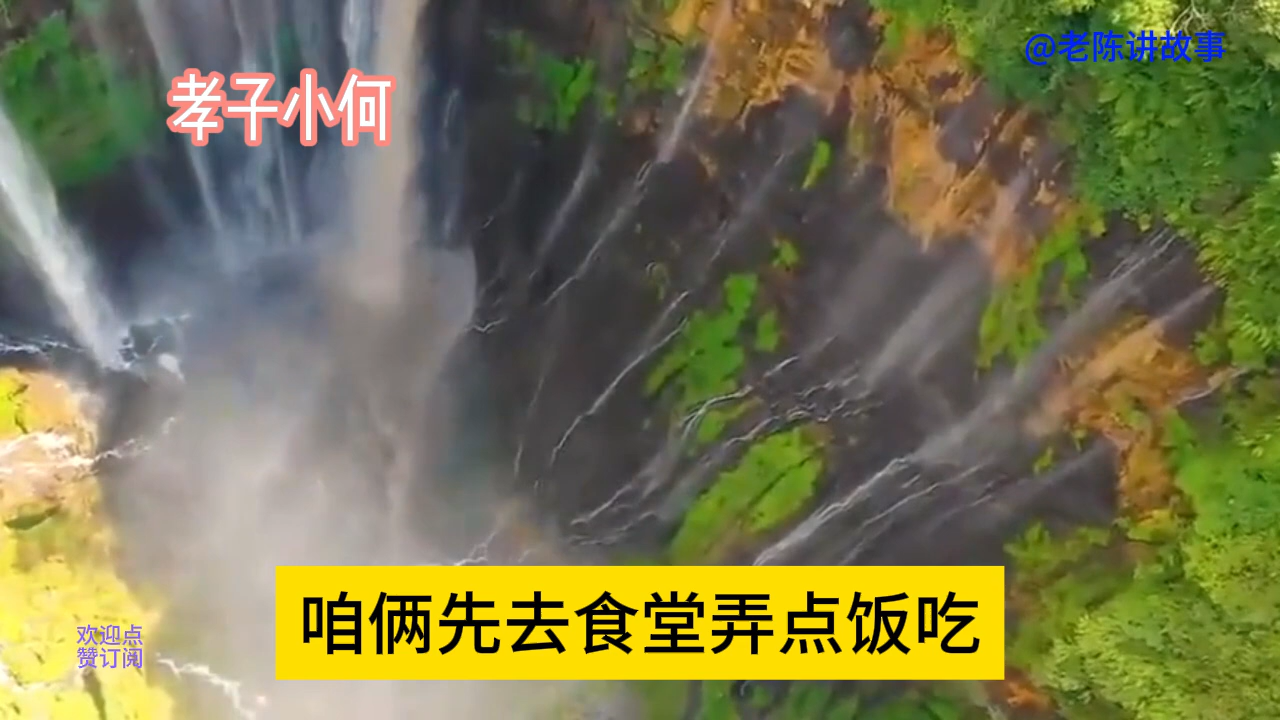 @老陈讲故事
孝子小何
咱俩先去食堂弄点饭吃
欢迎点
赞订阅